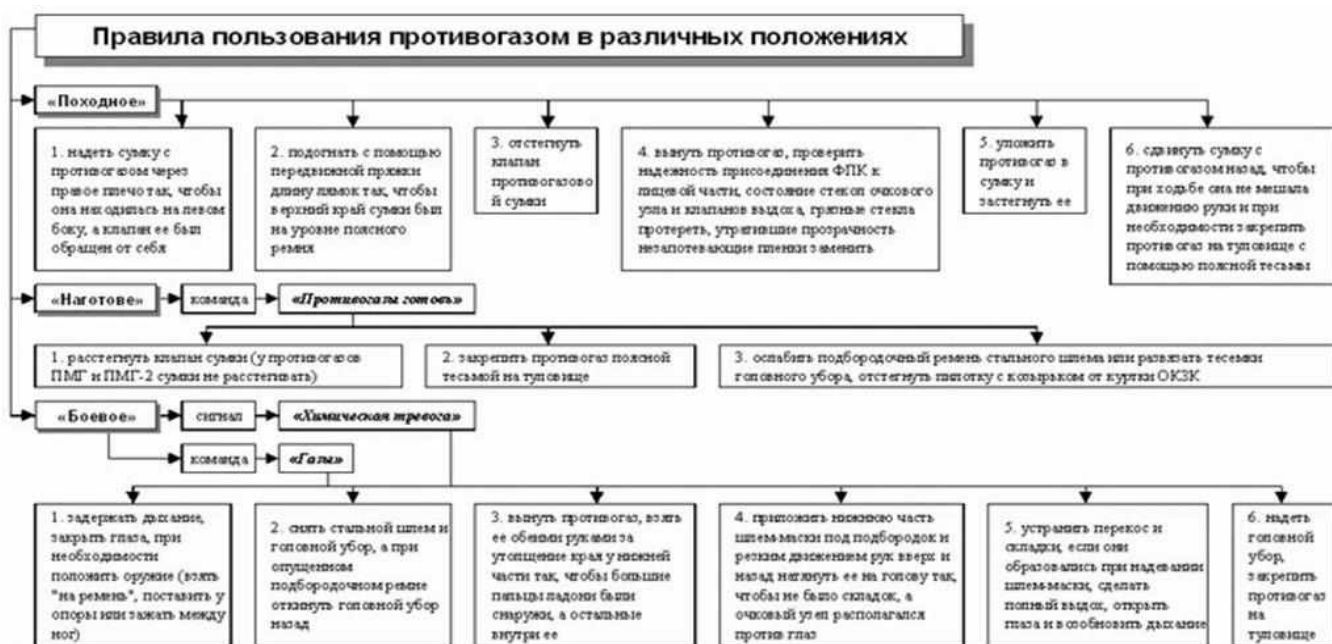 Правила пользования противогазом в различных положениях
«Походное»
1. надеть сумку с
противогазом через
правое плечо так, чтобы
она находилась на левом
боку, а клапан ее был
обращен от себя
2. подогнать с помощью
передвижной пряжки
длину лямок так, чтобы
верхний край сумки был
на уровне поясного
ремня
3. отстегнуть
клапан
противогазово
й сумки
4. вынуть противогаз, проверить
надежность присоединения ФПК к
лицевой части, состояние стекол очкового
узла и клапанов выдоха, грязные стекла
протереть, утратившие прозрачность
незапотевающие пленки заменить
5. уложить
противогаз в
сумку и
застегнуть ее
6. сдвинуть сумку с
противогазом назад, чтобы
при ходьбе она не мешала
движению руки и при
необходимости закрепить
противогаз на туловище с
помощью поясной тесьмы
«Наготове»
команда
«Противогазы готовь»
1. расстегнуть клапан сумки (у противогазов
ПМГ и ПМГ-2 сумки не расстегивать)
2. закрепить противогаз поясной
тесьмой на туловище
3. ослабить подбородочный ремень стального шлема или развязать тесемки
головного убора, отстегнуть пилотку с козырьком от куртки ОКЗК
«Боевое»
сигнал
«Химическая тревога»
команда
«Газы»
1. задержать дыхание,
закрыть глаза, при
необходимости
положить оружие (взять
"на ремень", поставить у
опоры или зажать между
ног)
2. снять стальной шлем и
головной убор, а при
опущенном
подбородочном ремне
откинуть головной убор
назад
3. вынуть противогаз, взять
ее обеими руками за
утолщение края у нижней
части так, чтобы большие
пальцы ладони были
снаружи, а остальные
внутри ее
4. приложить нижнюю часть
шлем-маски под подбородок и
резким движением рук вверх и
назад натянуть ее на голову так,
чтобы не было складок, а
очковый узел располагался
против глаз
5. устранить перекос и
складки, если они
образовались при надевании
шлем-маски, сделать
полный выдох, открыть
глаза и возобновить дыхание
6. надеть
головной
убор,
закрепить
противогаз
на
туловище